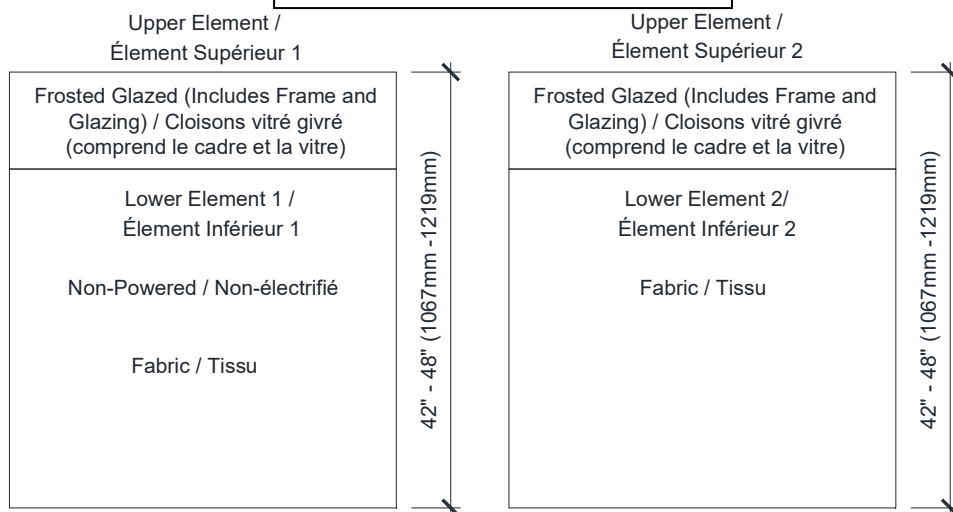 Upper Element /
Élement Supérieur 1
Frosted Glazed (Includes Frame and
Glazing) / Cloisons vitré givré
(comprend le cadre et la vitre)
Lower Element 1 /
Élement Inférieur 1
Non-Powered / Non-électrifié
Fabric / Tissu
42" - 48" (1067mm -1219mm)
Upper Element /
Élement Supérieur 2
Frosted Glazed (Includes Frame and
Glazing) / Cloisons vitré givré
(comprend le cadre et la vitre)
Lower Element 2/
Élement Inférieur 2
Fabric / Tissu
42" - 48" (1067mm -1219mm)